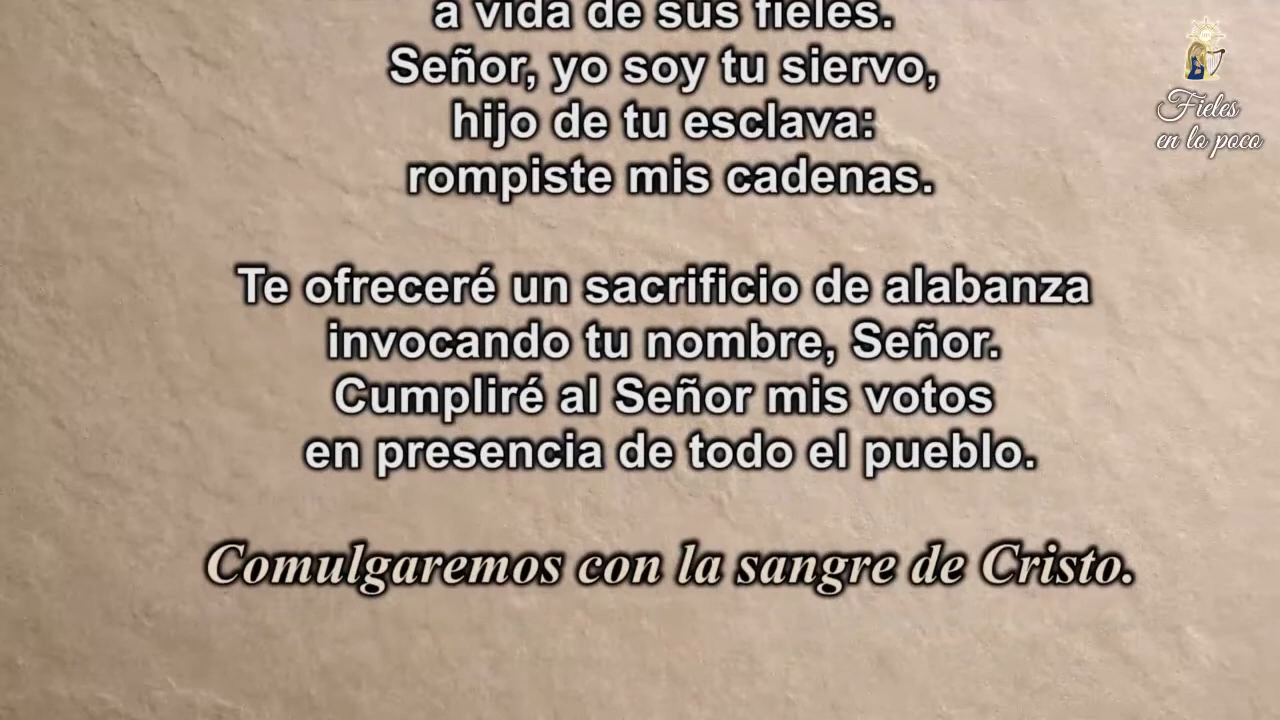 a vida de sus fieles.
Señor, yo soy tu siervo,
hijo de tu esclava:
rompiste mis cadenas.
Te ofreceré un sacrificio de alabanza
invocando tu nombre, Señor.
Cumpliré al Señor mis votos
en presencia de todo el pueblo.
Comulgaremos con la sangre de Cristo.
Fieles
en lo poco